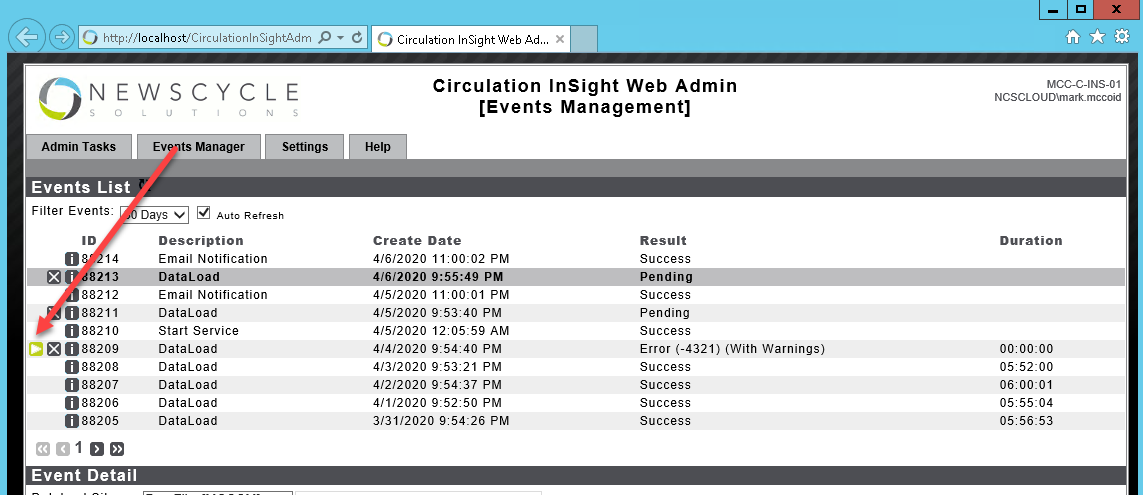 http://localhost/CirculationInSightAdm
Circulation InSight Web Ad...
NEWSCYCLE
SOLUTIONS
Circulation InSight Web Admin
[Events Management]
MCC-C-INS-01
NCSCLOUD\mark.mccoid
Admin Tasks Events Manager Settings Help
Events List
Filter Events: 30 Days Auto Refresh
ID Description Create Date Result Duration
88214 Email Notification 4/6/2020 11:00:02 PM Success
88213 DataLoad 4/6/2020 9:55:49 PM Pending
88212 Email Notification 4/5/2020 11:00:01 PM Success
88211 DataLoad 4/5/2020 9:53:40 PM Pending
88210 Start Service 4/5/2020 12:05:59 AM Success
88209 DataLoad 4/4/2020 9:54:40 PM Error (-4321) (With Warnings) 00:00:00
88208 DataLoad 4/3/2020 9:53:21 PM Success 05:52:00
88207 DataLoad 4/2/2020 9:54:37 PM Success 06:00:01
88206 DataLoad 4/1/2020 9:52:50 PM Success 05:55:04
88205 DataLoad 3/31/2020 9:54:26 PM Success 05:56:53
1
Event Detail